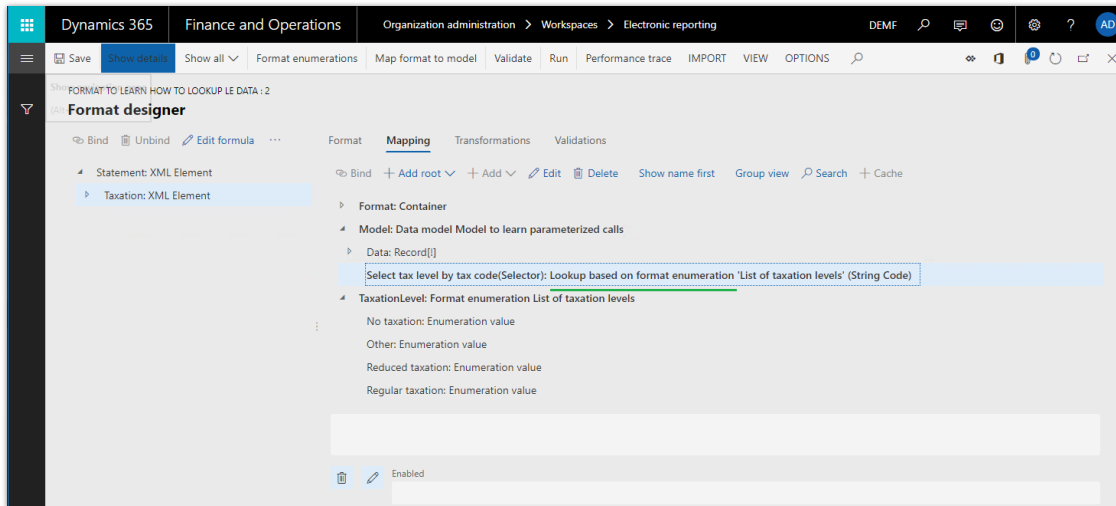 Dynamics 365 Finance and Operations Organization administration > Workspaces > Electronic reporting DEMF ? AD
Save Show details Show all Format enumerations Map format to model Validate Run Performance trace IMPORT VIEW OPTIONS 0
FORMAT TO LEARN HOW TO LOOKUP LE DATA : 2
Format designer
Bind Unbind Edit formula ... Format Mapping Transformations Validations
Statement: XML Element
Bind + Add root + Add Edit Delete Show name first Group view Search + Cache
Taxation: XML Element
Format: Container
Model: Data model Model to learn parameterized calls
Data: Record[!]
Select tax level by tax code(Selector): Lookup based on format enumeration 'List of taxation levels' (String Code)
TaxationLevel: Format enumeration List of taxation levels
No taxation: Enumeration value
Other: Enumeration value
Reduced taxation: Enumeration value
Regular taxation: Enumeration value
Enabled